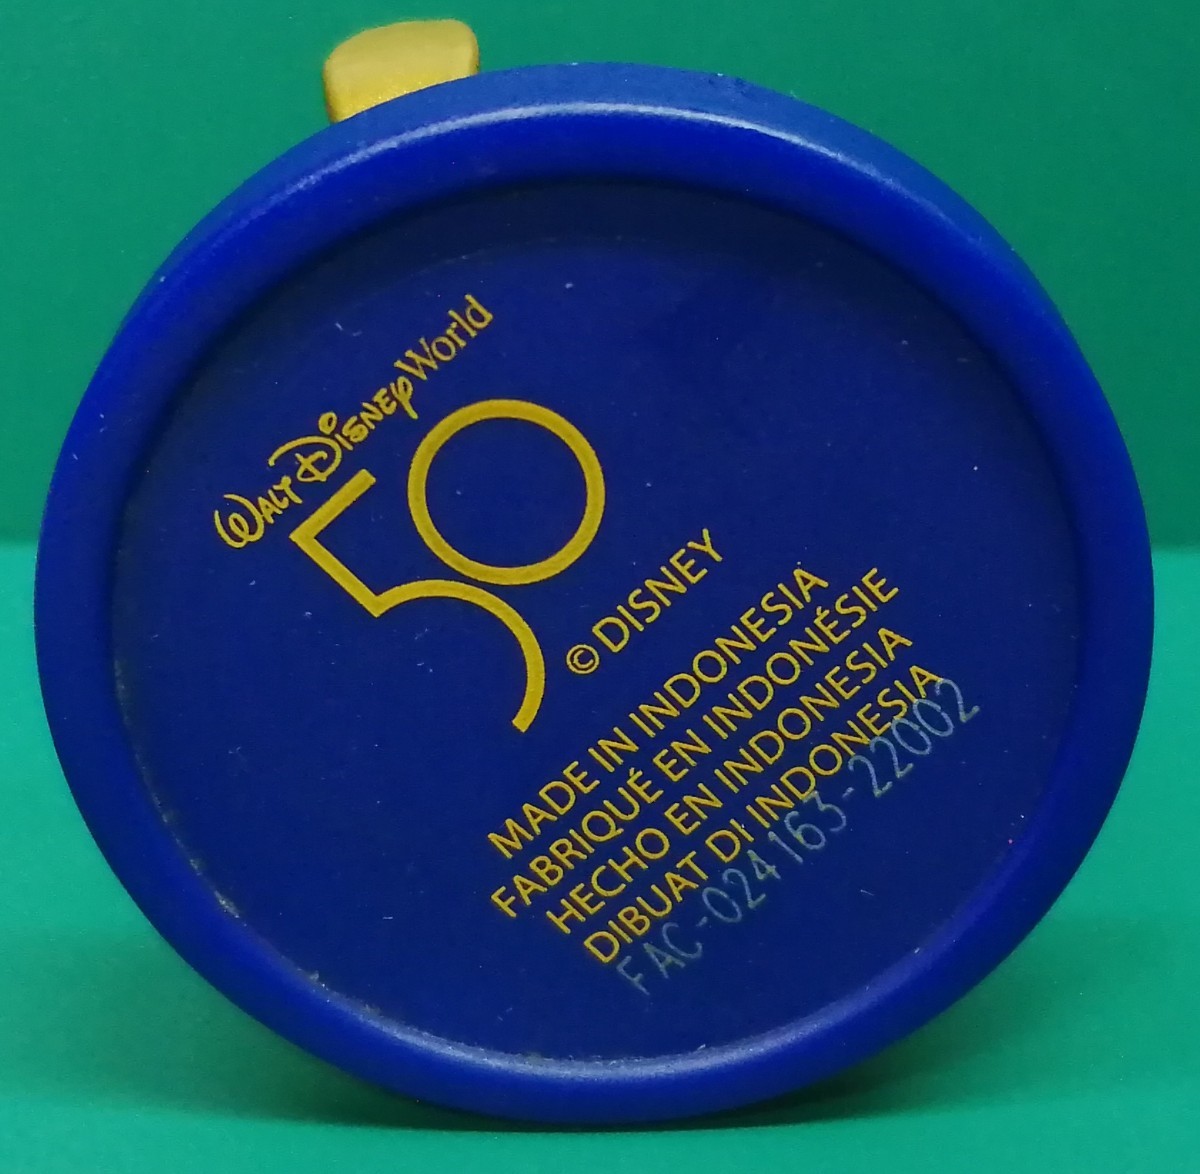 Walt Disney World
50
© DISNEY
MADE IN INDONESIA
FABRIQUÉ EN INDONÉSIE
HECHO EN INDONESIA
DIBUAT DI INDONESIA
FAC-024163-22002